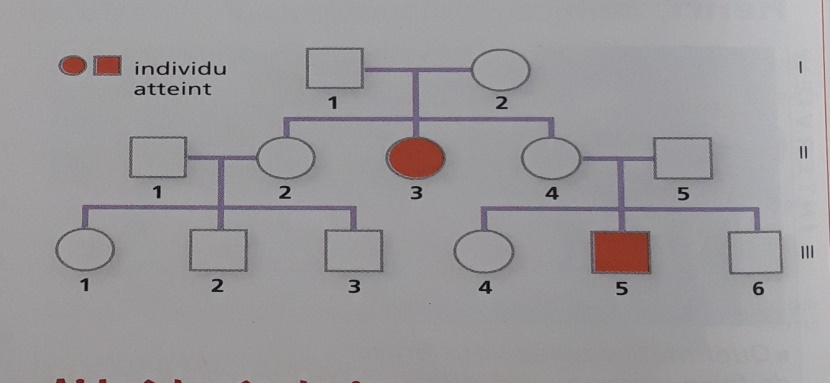 individu
atteint
1 2 I
1 2 3 4 5 II
1 2 3 4 5 6 III